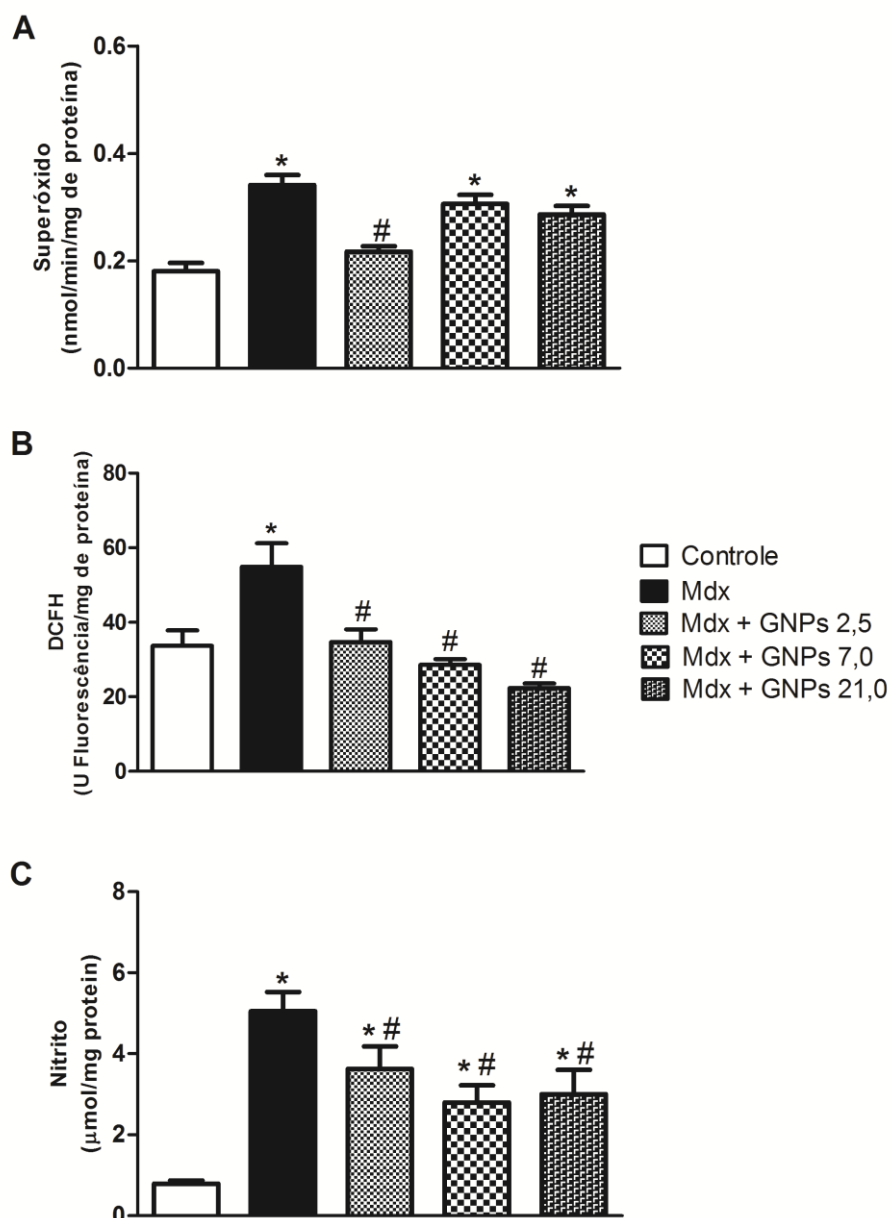 A
Superóxido
(nmol/min/mg de proteína)
0.6
0.4
0.2
0.0
*
#
*
*
B
DCFH
(U Fluorescência/mg de proteína)
80
60
40
20
0
*
#
#
#
Controle
Mdx
Mdx + GNPs 2,5
Mdx + GNPs 7,0
Mdx + GNPs 21,0
C
Nitrito
(µmol/mg protein)
8
6
4
2
0
*
* #
* #
* #